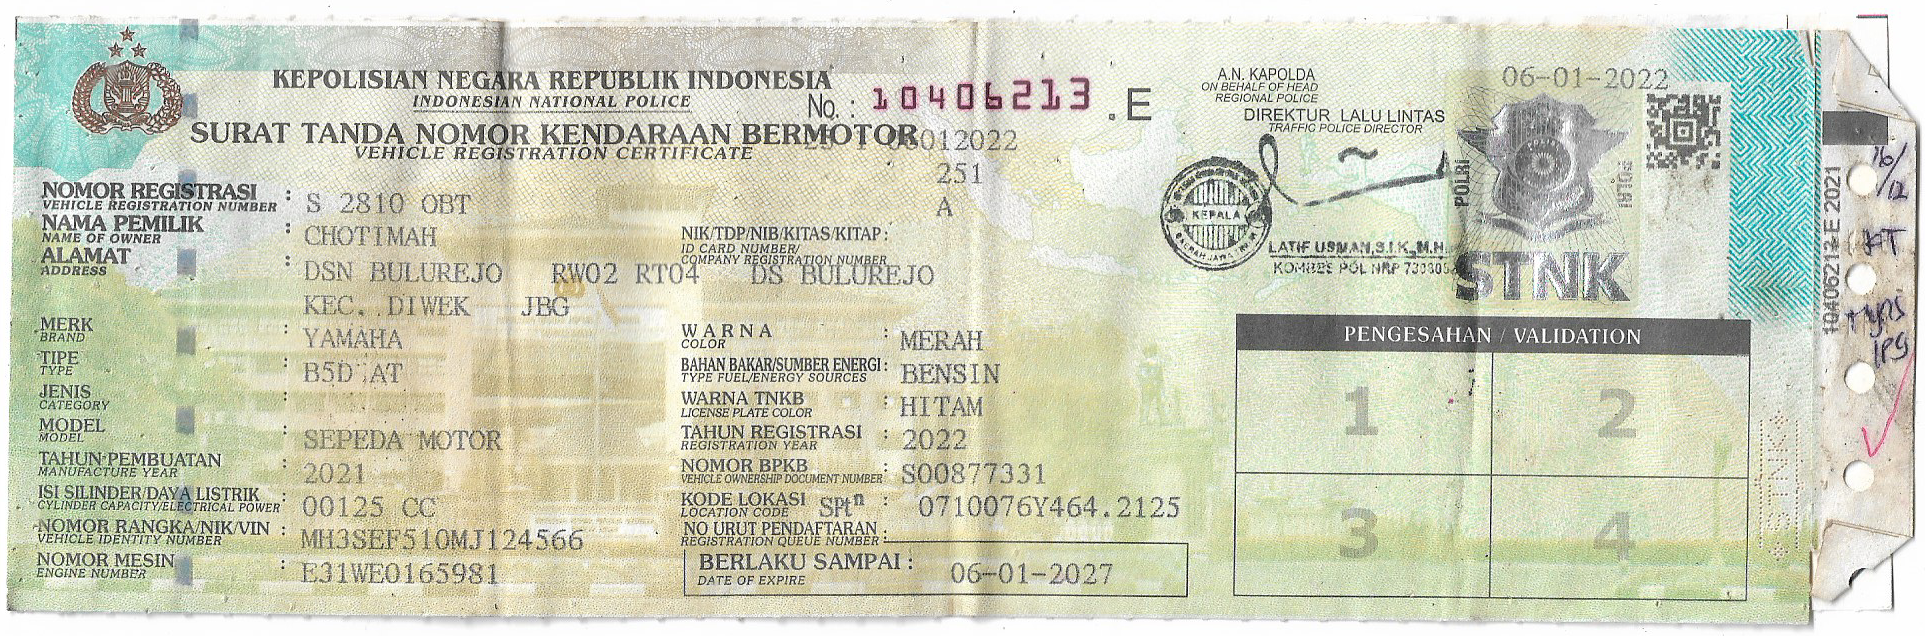 KEPOLISIAN NEGARA REPUBLIK INDONESIA
INDONESIAN NATIONAL POLICE
No. : 10406213 .E
SURAT TANDA NOMOR KENDARAAN BERMOTOR
VEHICLE REGISTRATION CERTIFICATE
06012022
251
A
NOMOR REGISTRASI : S 2810 OBT
VEHICLE REGISTRATION NUMBER
NAMA PEMILIK : CHOTIMAH
NAME OF OWNER
NIK/TDP/NIB/KITAS/KITAP :
ID CARD NUMBER/
COMPANY REGISTRATION NUMBER
ALAMAT : DSN BULUREJO RW02 RT04 DS BULUREJO
ADDRESS
KEC. DIWEK JBG
MERK : YAMAHA
BRAND
TIPE : B5D AT
TYPE
JENIS :
CATEGORY
MODEL : SEPEDA MOTOR
MODEL
TAHUN PEMBUATAN : 2021
MANUFACTURE YEAR
ISI SILINDER/DAYA LISTRIK : 00125 CC
CYLINDER CAPACITY/ELECTRICAL POWER
NOMOR RANGKA/NIK/VIN : MH3SEF510MJ124566
VEHICLE IDENTITY NUMBER
NOMOR MESIN : E31WE0165981
ENGINE NUMBER
WARNA : MERAH
COLOR
BAHAN BAKAR/SUMBER ENERGI : BENSIN
TYPE FUEL/ENERGY SOURCES
WARNA TNKB : HITAM
LICENSE PLATE COLOR
TAHUN REGISTRASI : 2022
REGISTRATION YEAR
NOMOR BPKB : S00877331
VEHICLE OWNERSHIP DOCUMENT NUMBER
KODE LOKASI SPtn : 0710076Y464.2125
LOCATION CODE
NO URUT PENDAFTARAN :
REGISTRATION QUEUE NUMBER
BERLAKU SAMPAI : 06-01-2027
DATE OF EXPIRE
A.N. KAPOLDA
ON BEHALF OF HEAD
REGIONAL POLICE
DIREKTUR LALU LINTAS
TRAFFIC POLICE DIRECTOR
KEPALA
LATIF USMAN,S.I.K,M.H.
KOMBES POL NRP
06-01-2022
POLRI
POLRI
STNK
PENGESAHAN / VALIDATION
1 2
3 4
STNK
10406213 E 2021
16/12